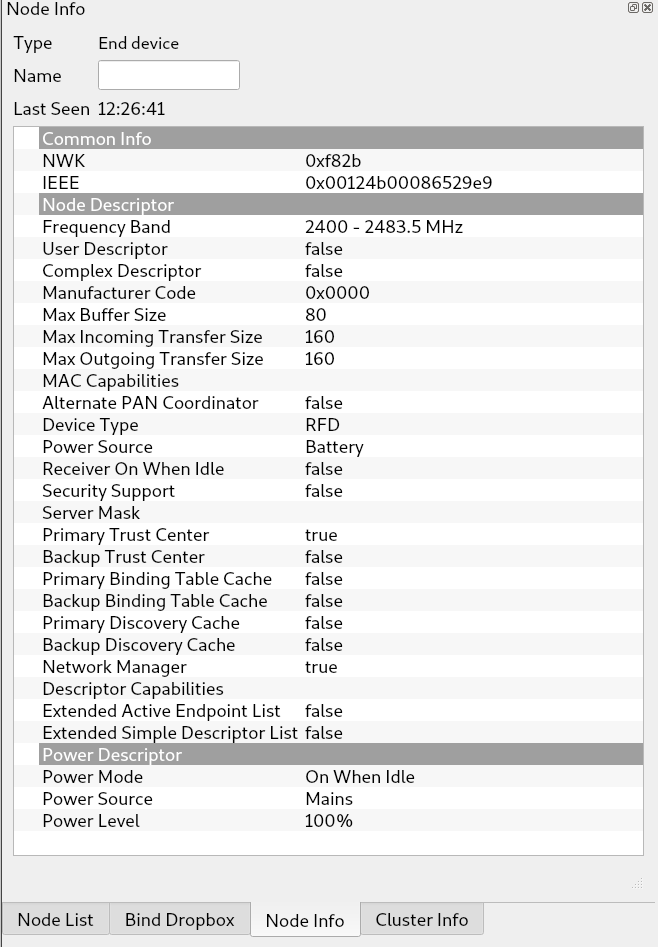 Node Info
Type End device
Name
Last Seen 12:26:41
Common Info
NWK 0xf82b
IEEE 0x00124b00086529e9
Node Descriptor
Frequency Band 2400 - 2483.5 MHz
User Descriptor false
Complex Descriptor false
Manufacturer Code 0x0000
Max Buffer Size 80
Max Incoming Transfer Size 160
Max Outgoing Transfer Size 160
MAC Capabilities
Alternate PAN Coordinator false
Device Type RFD
Power Source Battery
Receiver On When Idle false
Security Support false
Server Mask
Primary Trust Center true
Backup Trust Center false
Primary Binding Table Cache false
Backup Binding Table Cache false
Primary Discovery Cache false
Backup Discovery Cache false
Network Manager true
Descriptor Capabilities
Extended Active Endpoint List false
Extended Simple Descriptor List false
Power Descriptor
Power Mode On When Idle
Power Source Mains
Power Level 100%
Node List Bind Dropbox Node Info Cluster Info